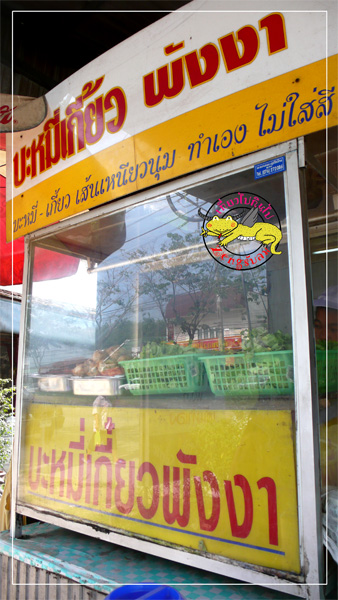 บะหมี่เกี๊ยว พังงา
บะหมี่ - เกี๊ยว เส้นเหนียวนุ่ม ทำเอง ไม่ใส่สี
บะหมี่เกี๊ยวพังงา